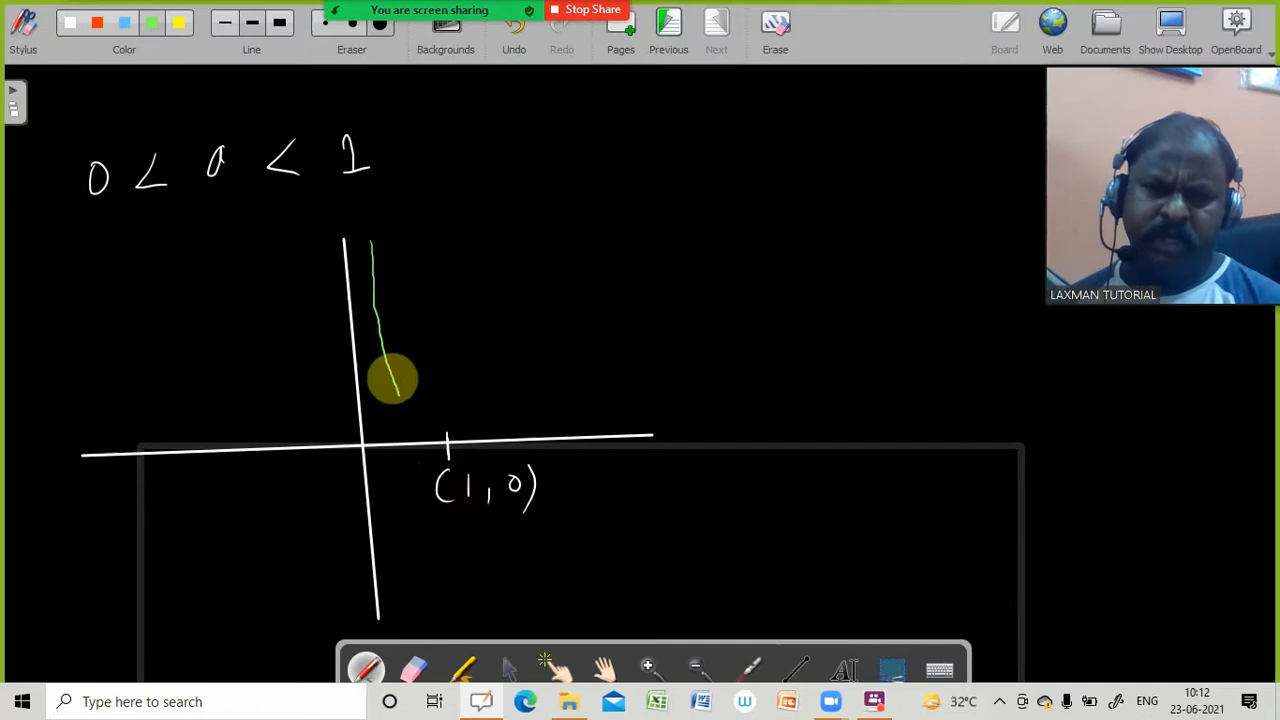 You are screen sharing
Stop Share
Stylus
Color
Line
Eraser
Backgrounds
Undo
Redo
Pages
Previous
Next
Erase
Board
Web
Documents
Show Desktop
OpenBoard
0 < a < 1
LAXMAN TUTORIAL
(1, 0)
AI
Type here to search
32°C
ENG
10:12
23-06-2021